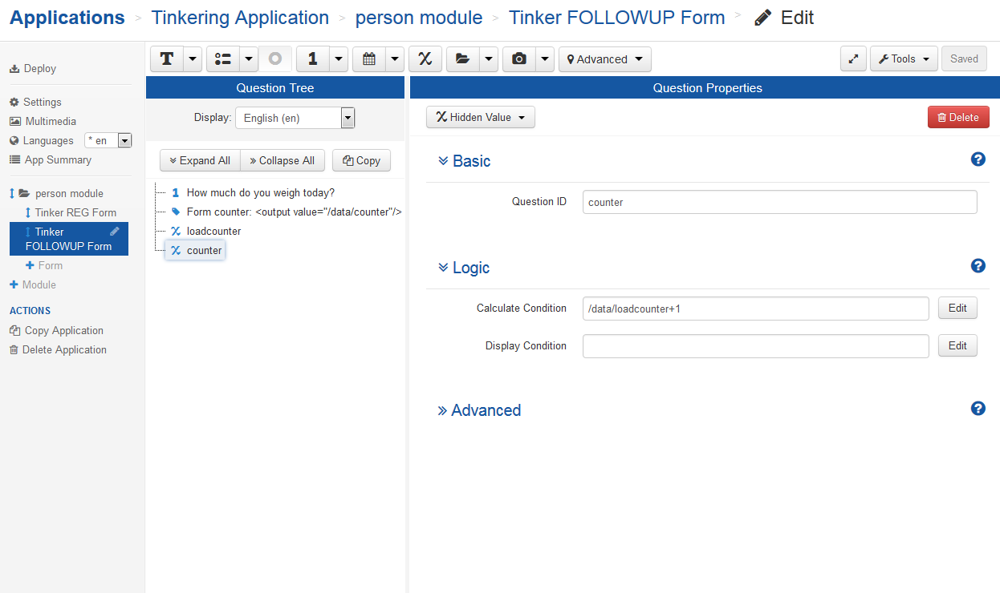 Applications > Tinkering Application > person module > Tinker FOLLOWUP Form > Edit
Deploy
Settings
Multimedia
Languages * en
App Summary
person module
Tinker REG Form
Tinker
FOLLOWUP Form
Form
Module
ACTIONS
Copy Application
Delete Application
T 1 Advanced Tools Saved
Question Tree
Display: English (en)
Expand All Collapse All Copy
1 How much do you weigh today?
Form counter: <output value="/data/counter"/>
loadcounter
counter
Question Properties
Hidden Value Delete
Basic ?
Question ID counter
Logic ?
Calculate Condition /data/loadcounter+1 Edit
Display Condition Edit
Advanced ?